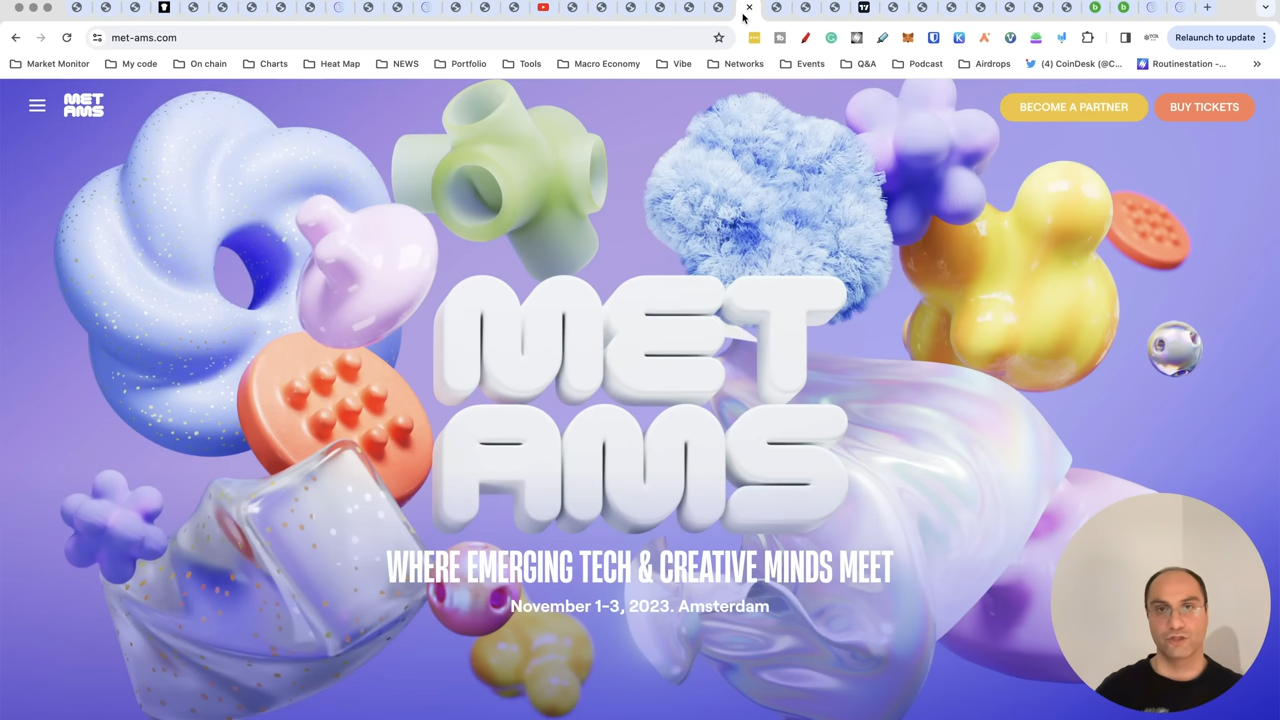 met-ams.com
Relaunch to update
Market Monitor
My code
On chain
Charts
Heat Map
NEWS
Portfolio
Tools
Macro Economy
Vibe
Networks
Events
Q&A
Podcast
Airdrops
(4) CoinDesk (@C...
Routinestation -...
MET
AMS
BECOME A PARTNER
BUY TICKETS
MET
AMS
WHERE EMERGING TECH & CREATIVE MINDS MEET
November 1-3, 2023. Amsterdam